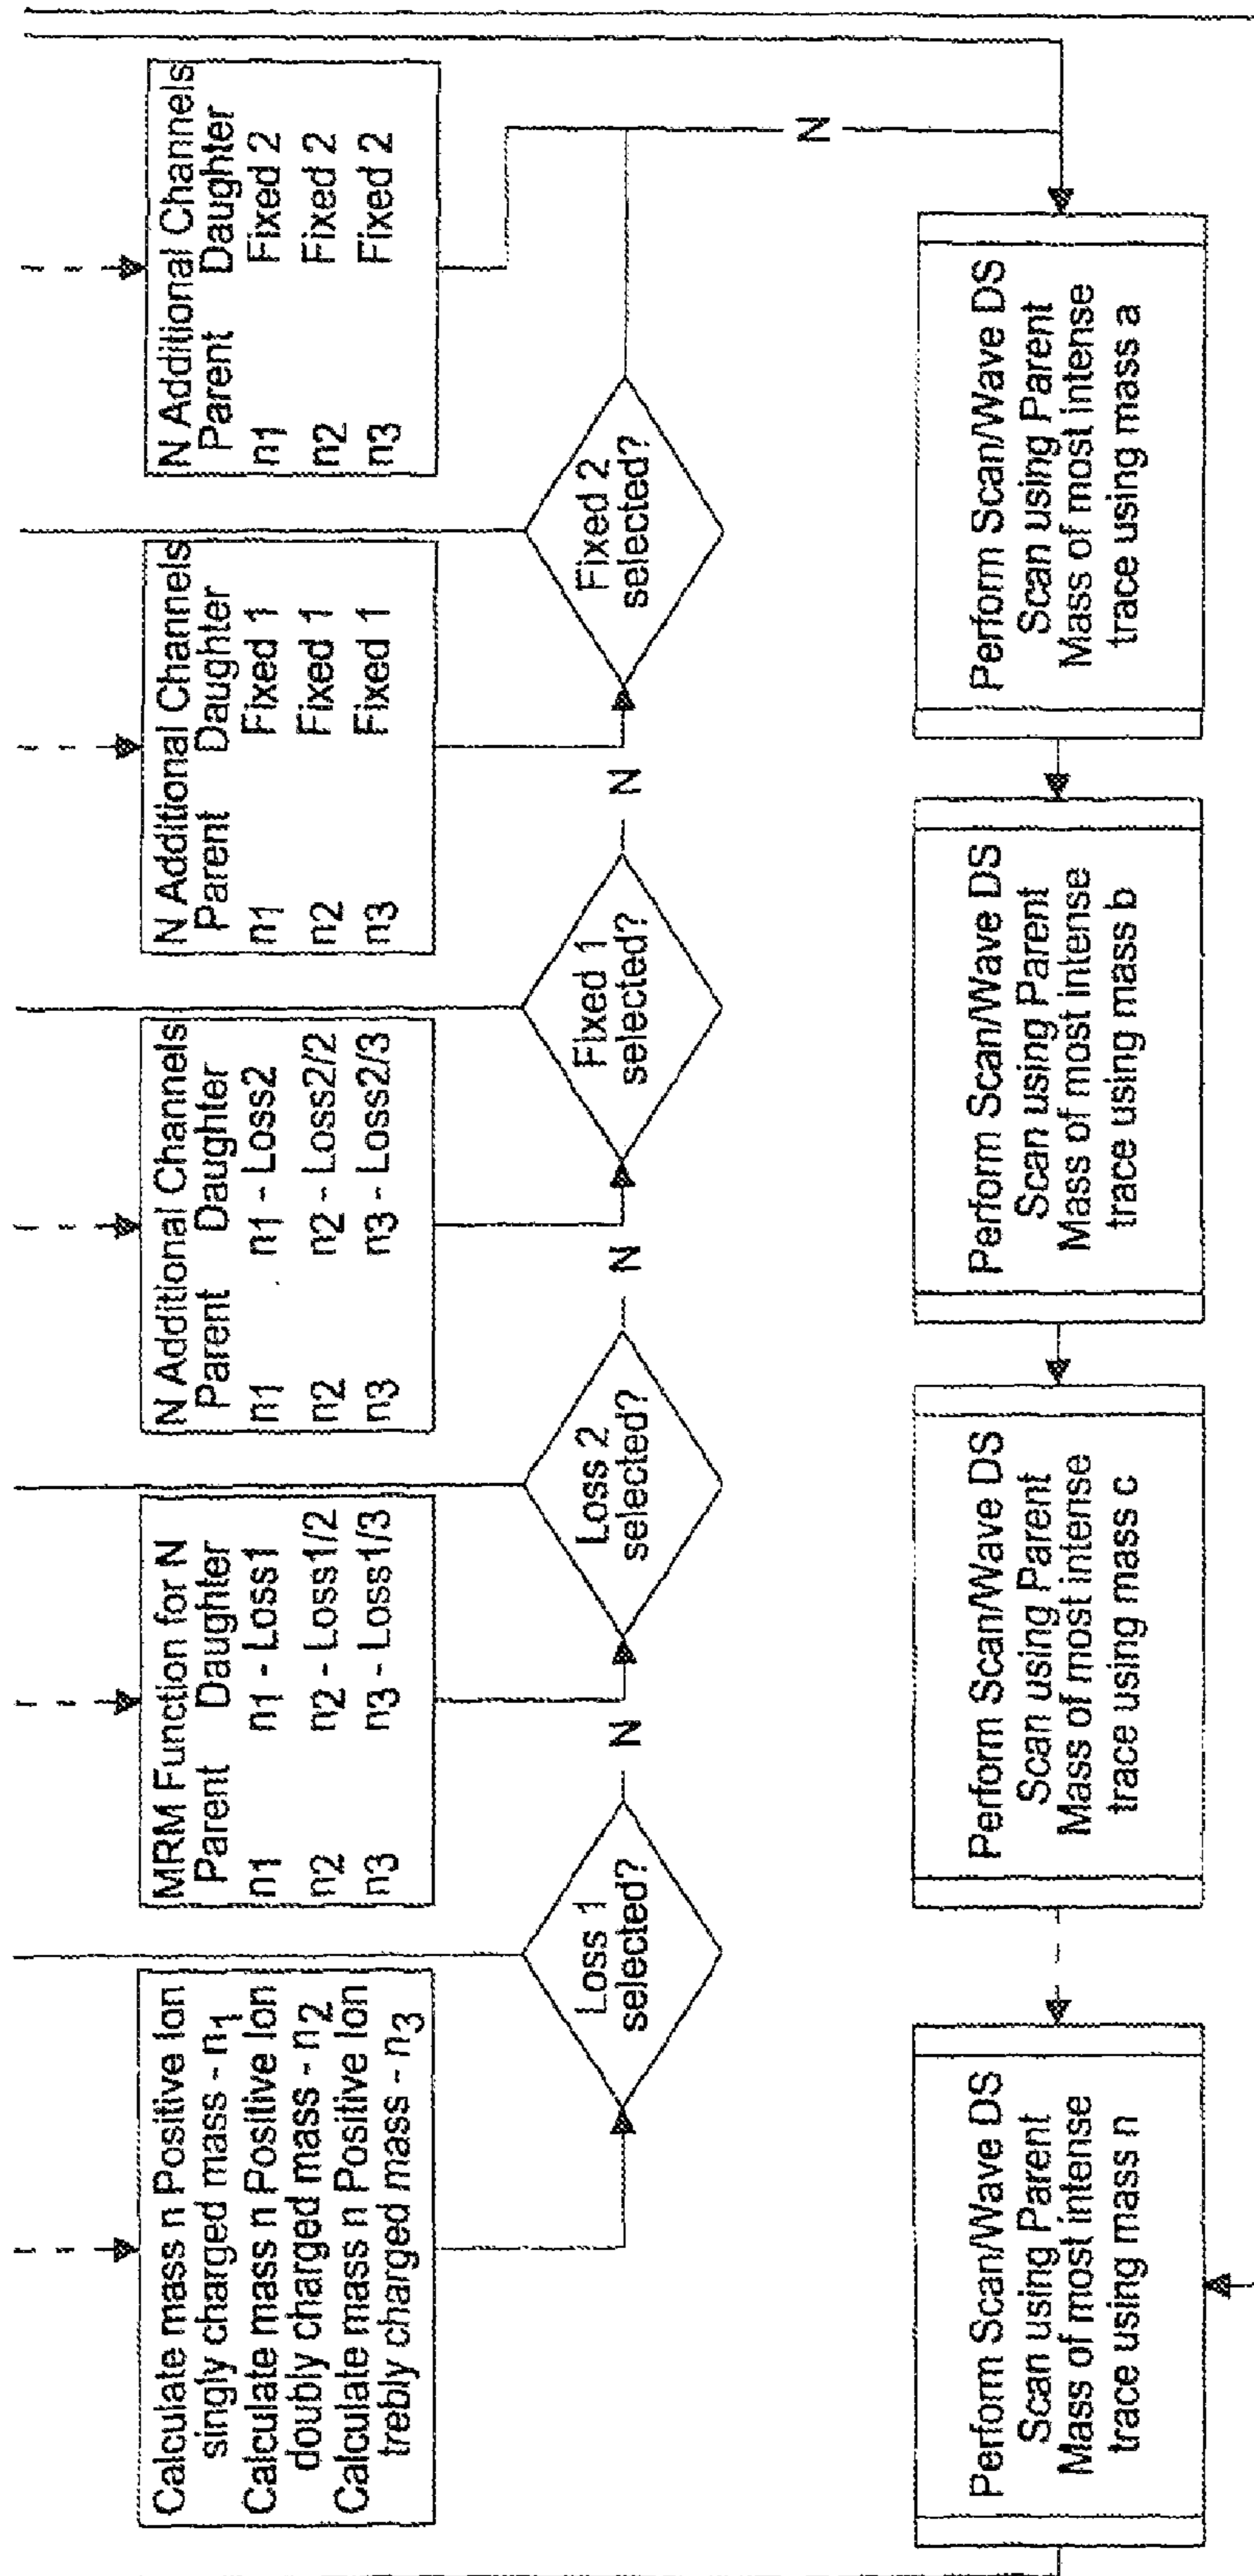 Calculate mass n Positive Ion
singly charged mass - n1
Calculate mass n Positive Ion
doubly charged mass - n2
Calculate mass n Positive Ion
trebly charged mass - n3
MRM Function for N
Parent Daughter
n1 n1 - Loss1
n2 n2 - Loss1/2
n3 n3 - Loss1/3
N Additional Channels
Parent Daughter
n1 n1 - Loss2
n2 n2 - Loss2/2
n3 n3 - Loss2/3
N Additional Channels
Parent Daughter
n1 Fixed 1
n2 Fixed 1
n3 Fixed 1
N Additional Channels
Parent Daughter
n1 Fixed 2
n2 Fixed 2
n3 Fixed 2
Loss 1
selected?
N
Loss 2
selected?
N
Fixed 1
selected?
N
Fixed 2
selected?
N
Perform Scan/Wave DS
Scan using Parent
Mass of most intense
trace using mass n
Perform Scan/Wave DS
Scan using Parent
Mass of most intense
trace using mass c
Perform Scan/Wave DS
Scan using Parent
Mass of most intense
trace using mass b
Perform Scan/Wave DS
Scan using Parent
Mass of most intense
trace using mass a